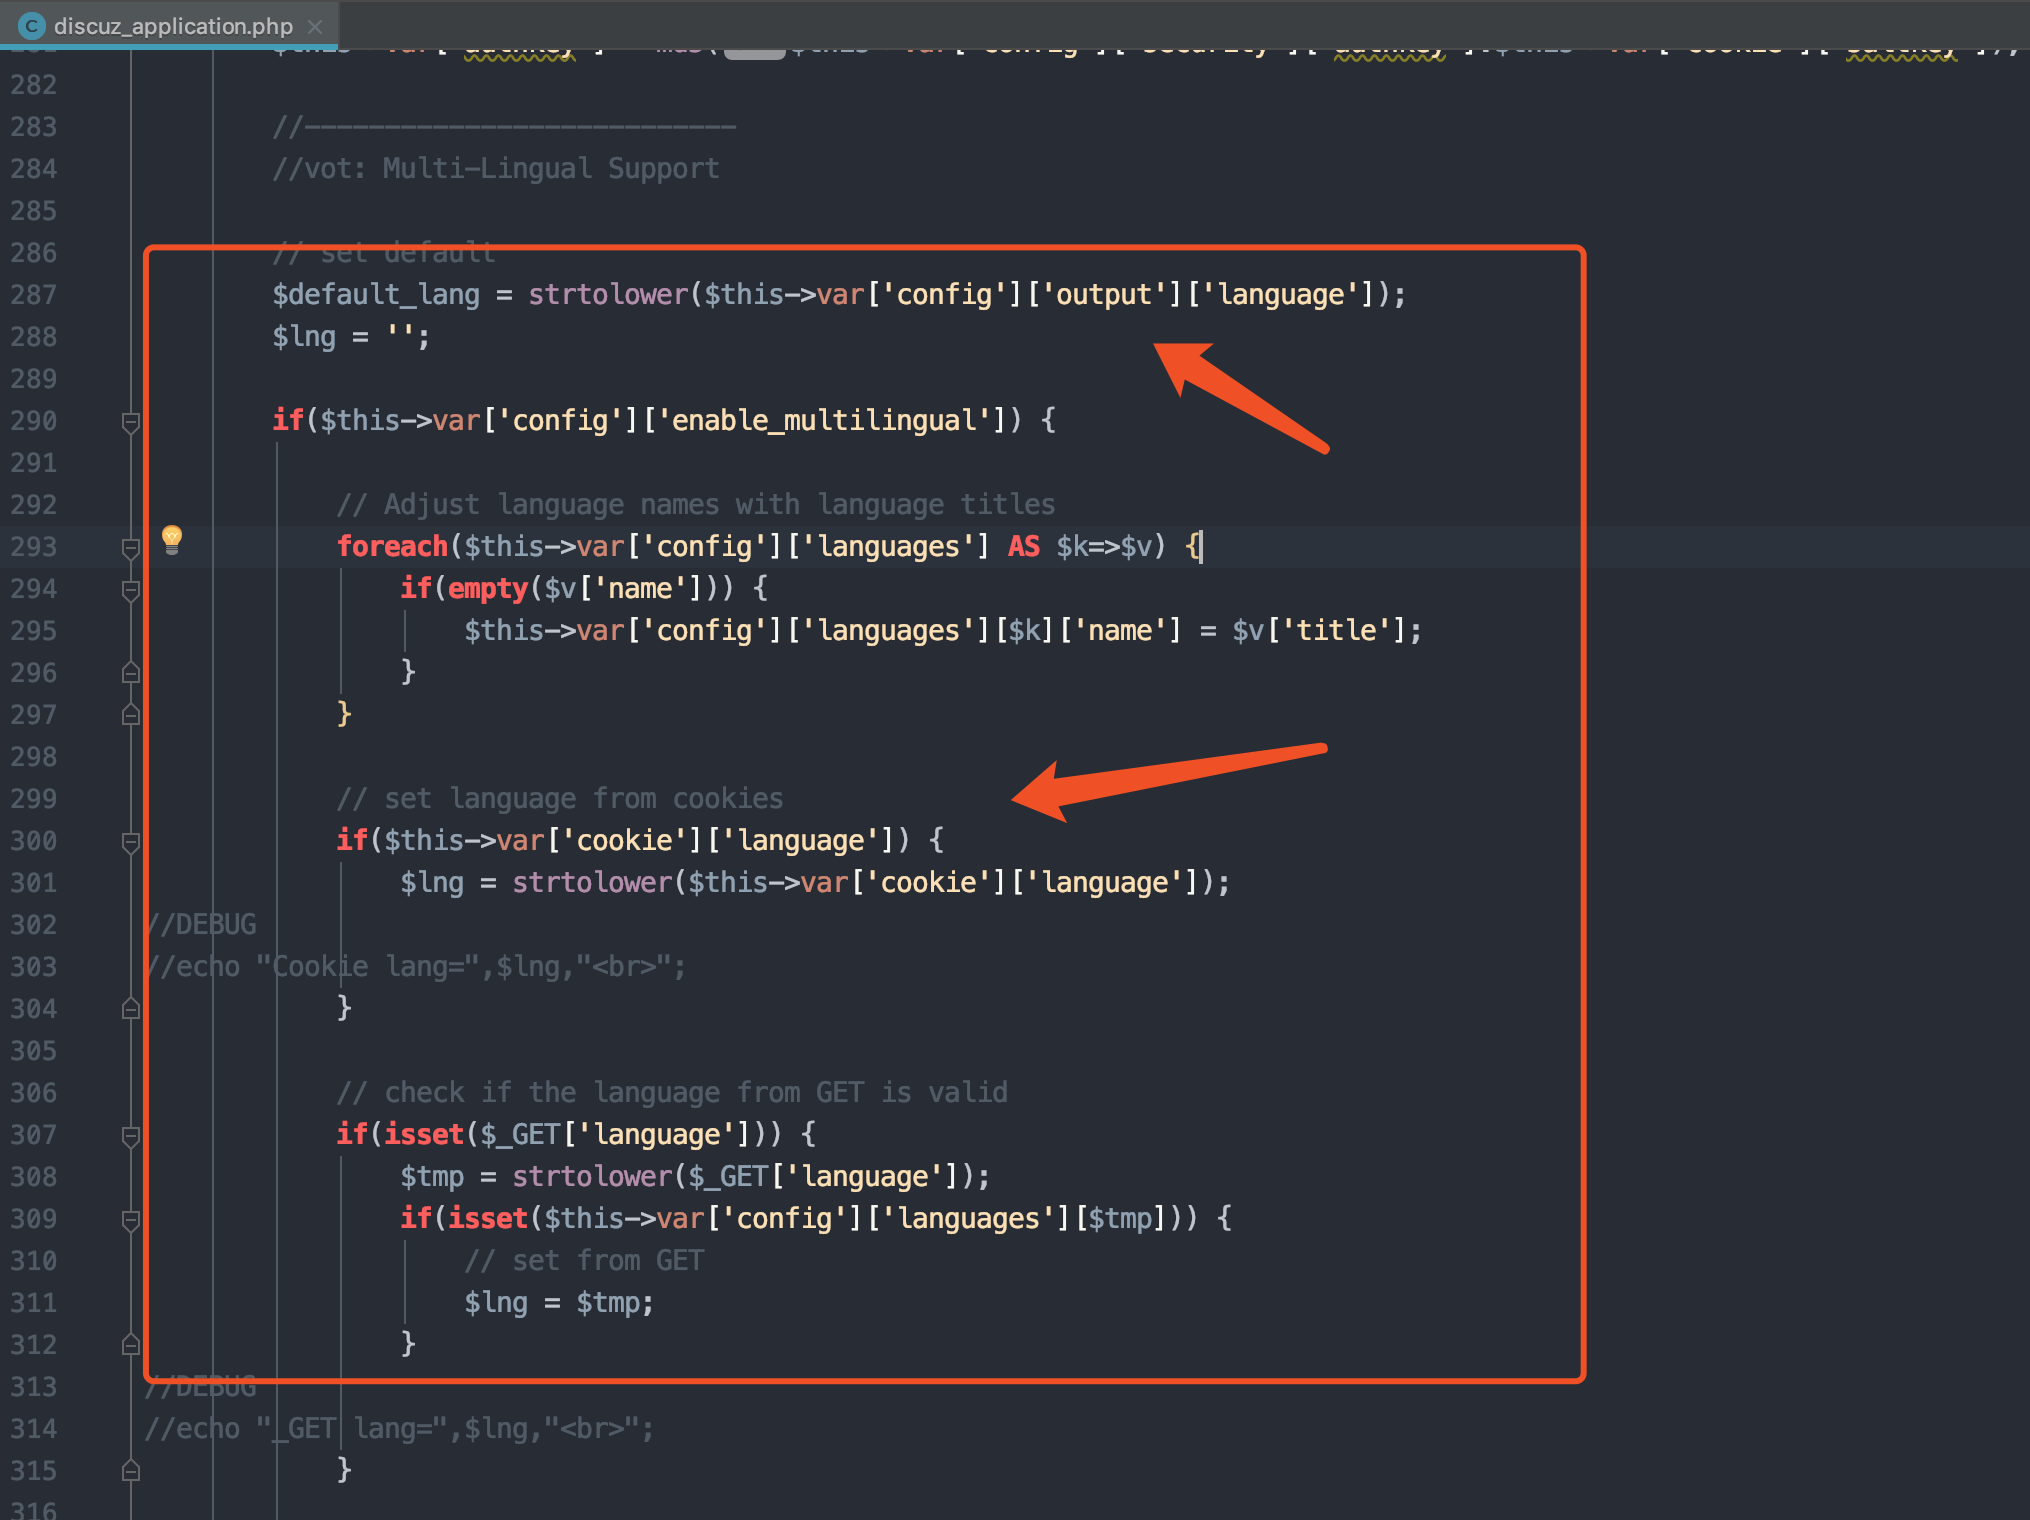 discuz_application.php
282
283 //---------------------------
284 //vot: Multi-Lingual Support
285
286 // set default
287 $default_lang = strtolower($this->var['config']['output']['language']);
288 $lng = '';
289
290 if($this->var['config']['enable_multilingual']) {
291
292 // Adjust language names with language titles
293 foreach($this->var['config']['languages'] AS $k=>$v) {
294 if(empty($v['name'])) {
295 $this->var['config']['languages'][$k]['name'] = $v['title'];
296 }
297 }
298
299 // set language from cookies
300 if($this->var['cookie']['language']) {
301 $lng = strtolower($this->var['cookie']['language']);
302 //DEBUG
303 //echo "Cookie lang=",$lng,"<br>";
304 }
305
306 // check if the language from GET is valid
307 if(isset($_GET['language'])) {
308 $tmp = strtolower($_GET['language']);
309 if(isset($this->var['config']['languages'][$tmp])) {
310 // set from GET
311 $lng = $tmp;
312 }
313 //DEBUG
314 //echo "_GET lang=",$lng,"<br>";
315 }
316